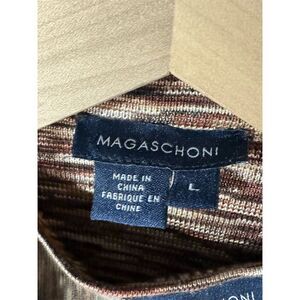 MAGASCHONI
MADE IN
CHINA
FABRIQUE EN
CHINE
L